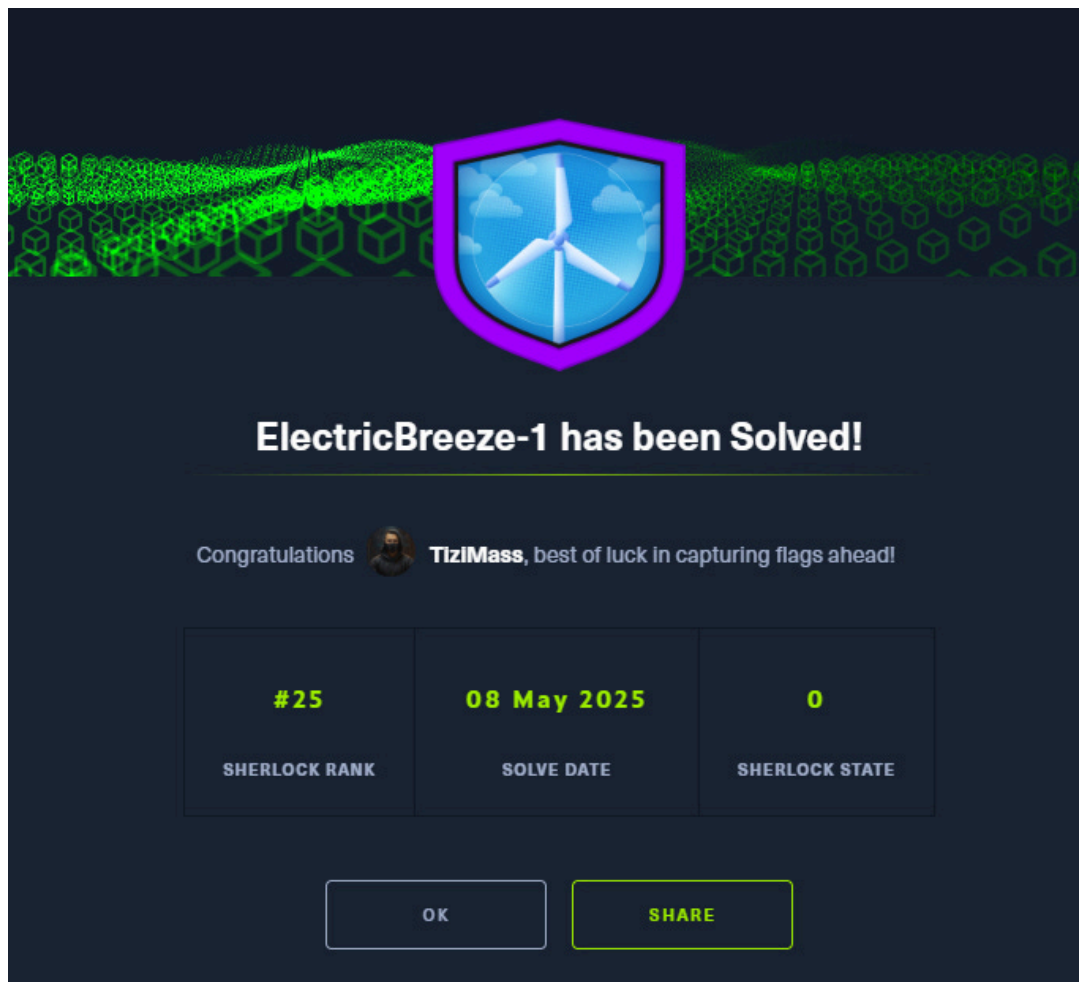 ElectricBreeze-1 has been Solved!
Congratulations TiziMass, best of luck in capturing flags ahead!
#25 08 May 2025 0
SHERLOCK RANK SOLVE DATE SHERLOCK STATE
OK SHARE